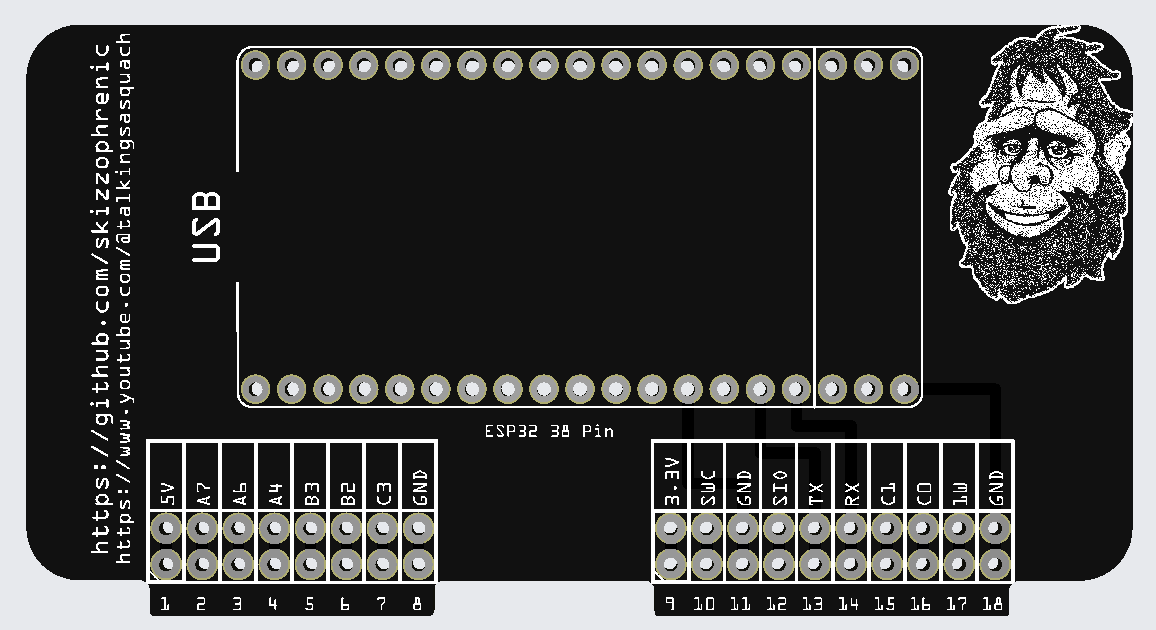 https://github.com/skizzophrenic
https://www.youtube.com/@talkingsasquach
USB
ESP32 38 Pin
5V A7 A6 A4 B3 B2 C3 GND
3.3V SWC GND SIO TX RX C1 C0 1W GND
1 2 3 4 5 6 7 8
9 10 11 12 13 14 15 16 17 18